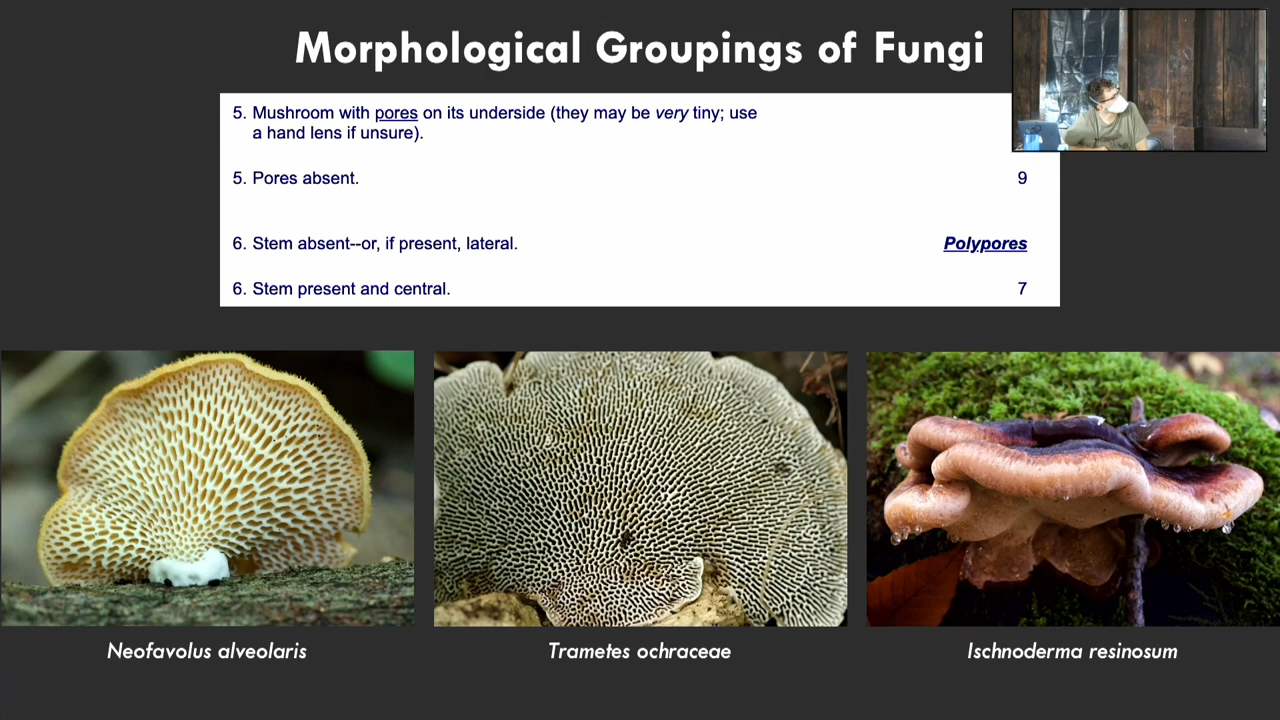 Morphological Groupings of Fungi
5. Mushroom with pores on its underside (they may be very tiny; use
a hand lens if unsure).
5. Pores absent. 9
6. Stem absent--or, if present, lateral. Polypores
6. Stem present and central. 7
Neofavolus alveolaris
Trametes ochraceae
Ischnoderma resinosum